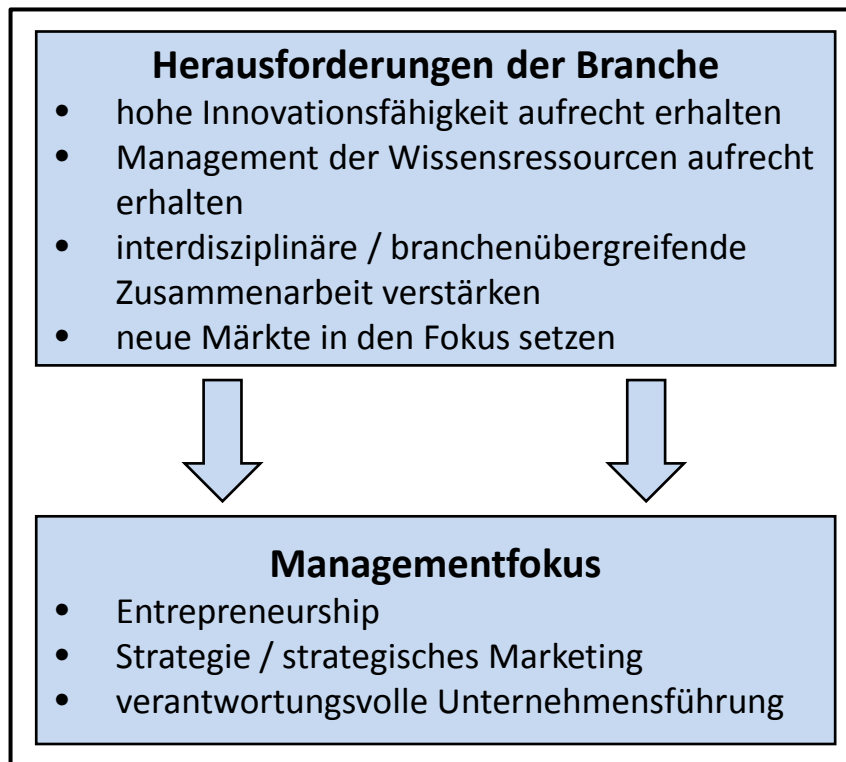 Herausforderungen der Branche
• hohe Innovationsfähigkeit aufrecht erhalten
• Management der Wissensressourcen aufrecht
erhalten
• interdisziplinäre / branchenübergreifende
Zusammenarbeit verstärken
• neue Märkte in den Fokus setzen
Managementfokus
• Entrepreneurship
• Strategie / strategisches Marketing
• verantwortungsvolle Unternehmensführung